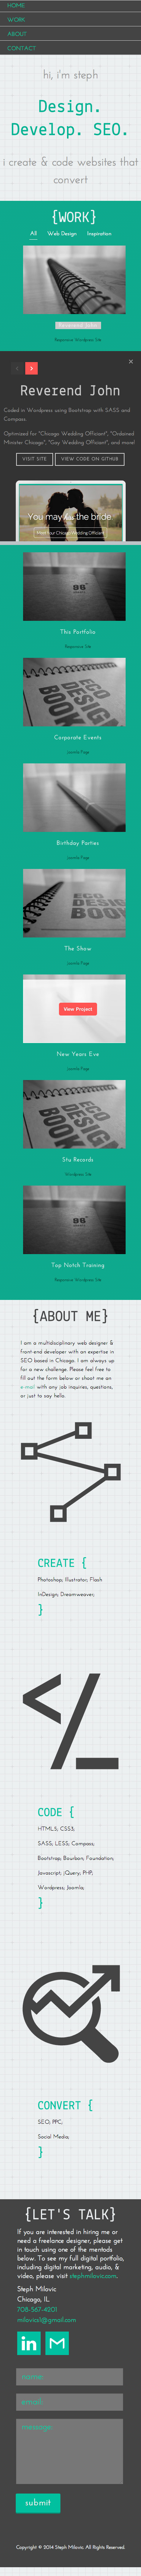 HOME
WORK
ABOUT
CONTACT
hi, i'm steph
Design.
Develop. SEO.
i create & code websites that
convert
{WORK}
All Web Design Inspiration
Reverend John
Responsive Wordpress Site
×
Reverend John
Coded in Wordpress using Bootstrap with SASS and
Compass.
Optimized for "Chicago Wedding Officiant", "Ordained
Minister Chicago", "Gay Wedding Officiant", and more!
VISIT SITE VIEW CODE ON GITHUB
the bride
This Portfolio
Responsive Site
ECO DESIGN BOOK
Corporate Events
Joomla Page
Birthday Parties
Joomla Page
ECO DESIGN BOOK
The Show
Joomla Page
View Project
New Years Eve
Joomla Page
ECO DESIGN BOOK
Stu Records
Wordpress Site
Top Notch Training
Responsive Wordpress Site
{ABOUT ME}
I am a multidisciplinary web designer &
front-end developer with an expertise in
SEO based in Chicago. I am always up
for a new challenge. Please feel free to
fill out the form below or shoot me an
e-mail with any job inquiries, questions,
or just to say hello.
CREATE {
Photoshop; Illustrator; Flash
InDesign; Dreamweaver;
}
CODE {
HTML5; CSS3;
SASS; LESS; Compass;
Bootstrap; Bourbon; Foundation;
Javascript; jQuery; PHP;
Wordpress; Joomla;
}
CONVERT {
SEO; PPC;
Social Media;
}
{LET'S TALK}
If you are interested in hiring me or
need a freelance designer, please get
in touch using one of the mentods
below. To see my full digital portfolio,
including digital marketing, audio, &
video, please visit stephmilovic.com.
Steph Milovic
Chicago, IL
708-567-4201
milovics1@gmail.com
name
email
message
submit
Copyright © 2014 Steph Milovic. All Rights Reserved.